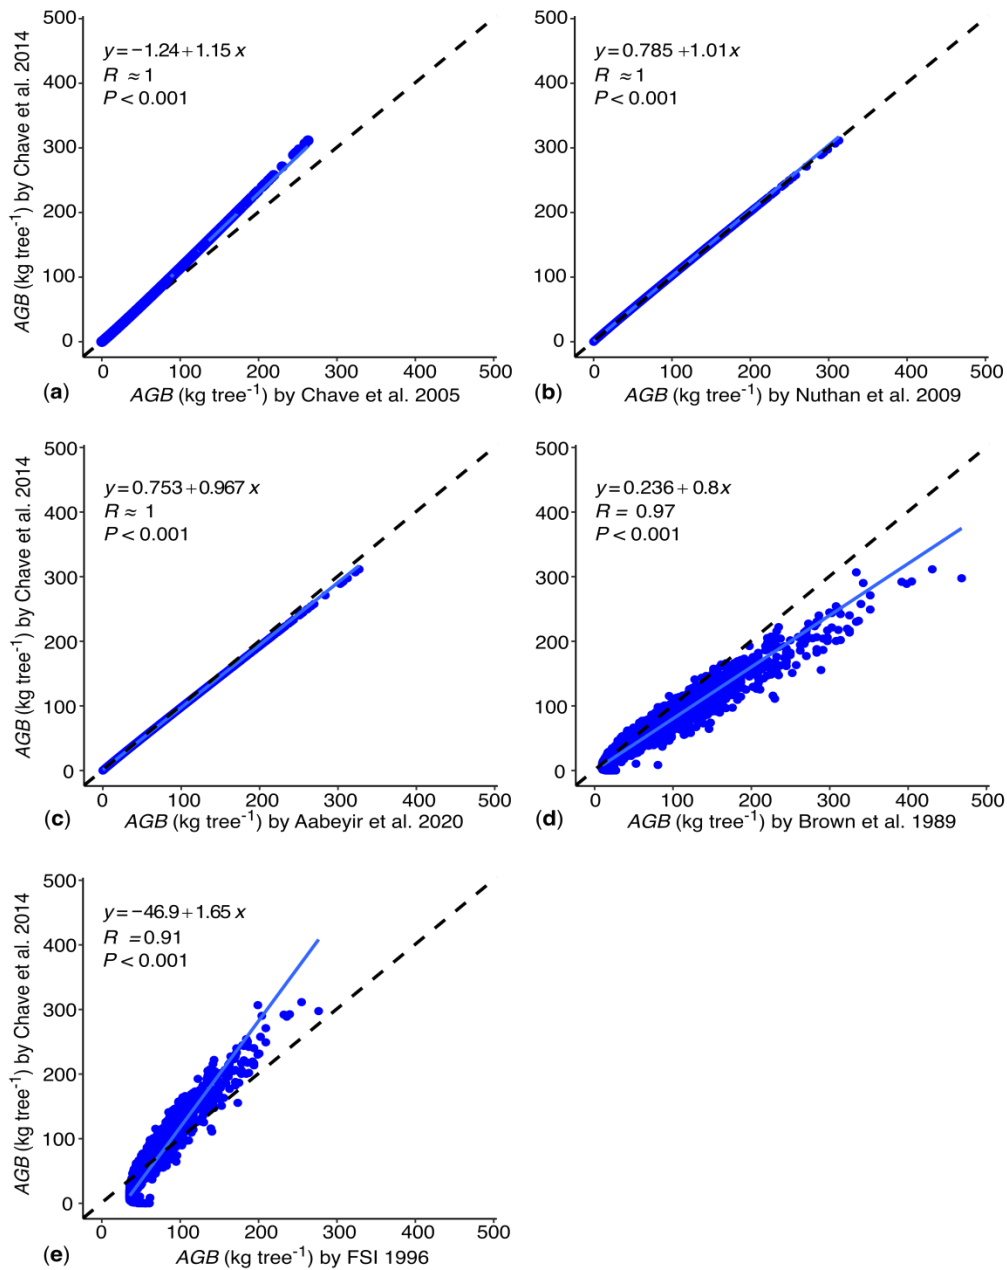 500
400
300
200
100
0
AGB (kg tree⁻¹) by Chave et al. 2014
y=−1.24+1.15 x
R ≈1
P<0.001
0 100 200 300 400 500
(a) AGB (kg tree⁻¹) by Chave et al. 2005
500
400
300
200
100
0
y=0.785 +1.01x
R ≈1
P<0.001
0 100 200 300 400 500
(b) AGB (kg tree⁻¹) by Nuthan et al. 2009
500
400
300
200
100
0
AGB (kg tree⁻¹) by Chave et al. 2014
y=0.753+0.967 x
R ≈ 1
P<0.001
0 100 200 300 400 500
(c) AGB (kg tree⁻¹) by Aabeyir et al. 2020
500
400
300
200
100
0
y=0.236+0.8x
R = 0.97
P<0.001
0 100 200 300 400 500
(d) AGB (kg tree⁻¹) by Brown et al. 1989
500
400
300
200
100
0
AGB (kg tree⁻¹) by Chave et al. 2014
y=−46.9+1.65 x
R =0.91
P<0.001
0 100 200 300 400 500
(e) AGB (kg tree⁻¹) by FSI 1996